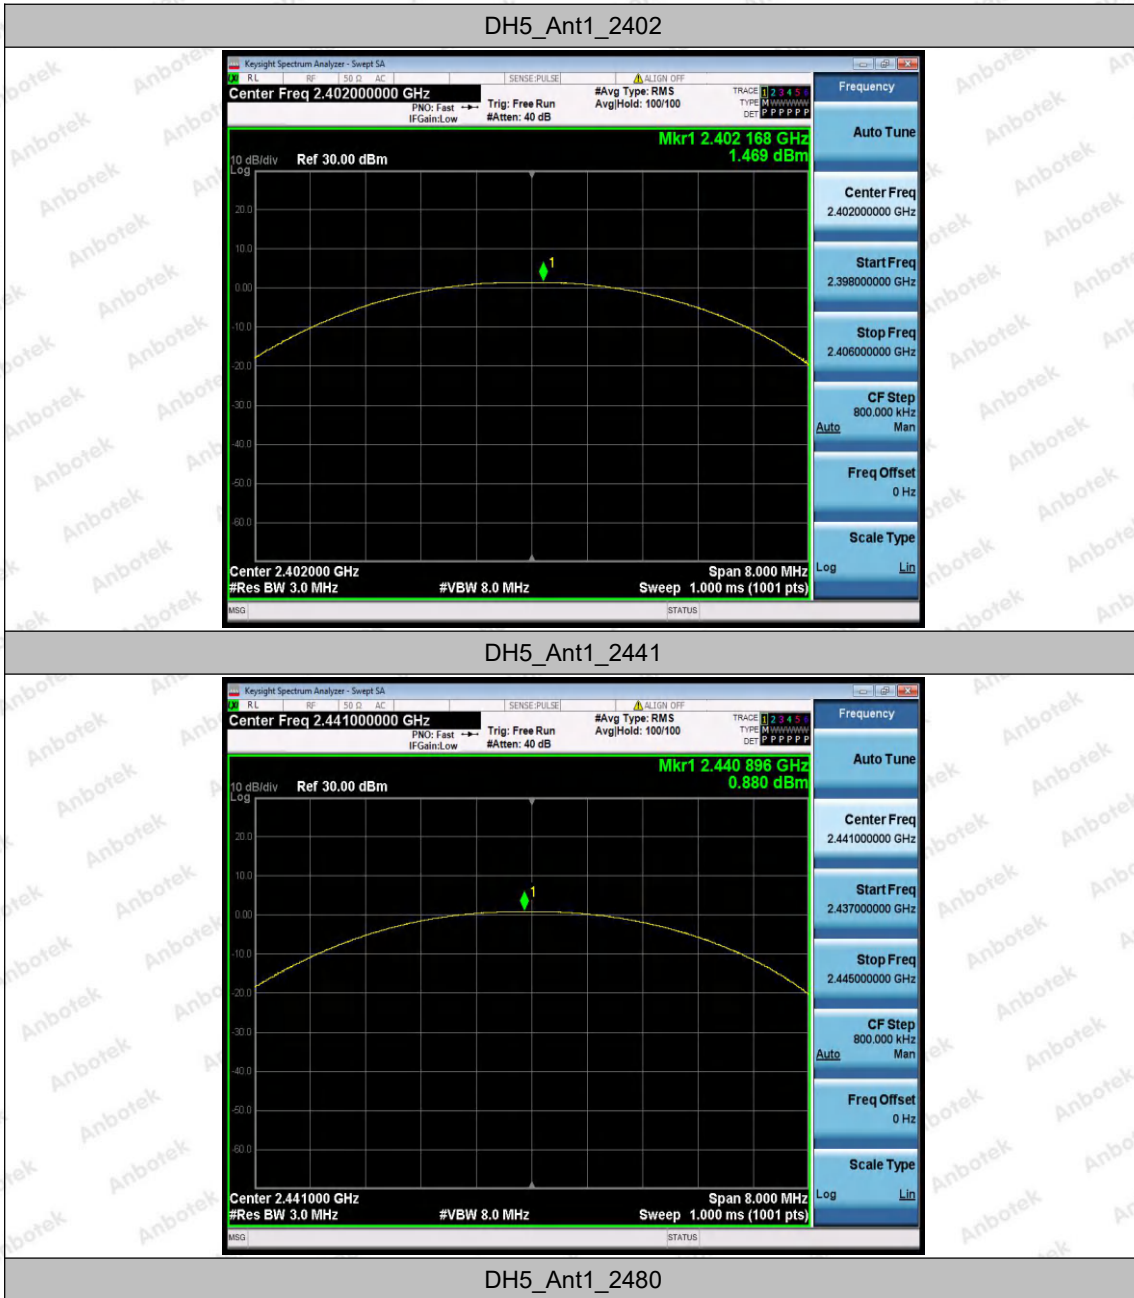 DH5_Ant1_2402
Keysight Spectrum Analyzer - Swept SA
RL RF 50 Ω AC SENSE:PULSE ALIGN OFF
Center Freq 2.402000000 GHz
PNO: Fast
IFGain:Low
Trig: Free Run
#Atten: 40 dB
#Avg Type: RMS
Avg|Hold: 100/100
TRACE 1 2 3 4 5 6
TYPE M WWWWW
DET P P P P P P
Mkr1 2.402 168 GHz
1.469 dBm
10 dB/div Ref 30.00 dBm
Log
20.0
10.0
0.00
-10.0
-20.0
-30.0
-40.0
-50.0
-60.0
1
Center 2.402000 GHz Span 8.000 MHz
#Res BW 3.0 MHz #VBW 8.0 MHz Sweep 1.000 ms (1001 pts)
MSG STATUS
Frequency
Auto Tune
Center Freq
2.402000000 GHz
Start Freq
2.398000000 GHz
Stop Freq
2.406000000 GHz
CF Step
800.000 kHz
Auto Man
Freq Offset
0 Hz
Scale Type
Log Lin
DH5_Ant1_2441
Keysight Spectrum Analyzer - Swept SA
RL RF 50 Ω AC SENSE:PULSE ALIGN OFF
Center Freq 2.441000000 GHz
PNO: Fast
IFGain:Low
Trig: Free Run
#Atten: 40 dB
#Avg Type: RMS
Avg|Hold: 100/100
TRACE 1 2 3 4 5 6
TYPE M WWWWW
DET P P P P P P
Mkr1 2.440 896 GHz
0.880 dBm
10 dB/div Ref 30.00 dBm
Log
20.0
10.0
0.00
-10.0
-20.0
-30.0
-40.0
-50.0
-60.0
1
Center 2.441000 GHz Span 8.000 MHz
#Res BW 3.0 MHz #VBW 8.0 MHz Sweep 1.000 ms (1001 pts)
MSG STATUS
Frequency
Auto Tune
Center Freq
2.441000000 GHz
Start Freq
2.437000000 GHz
Stop Freq
2.445000000 GHz
CF Step
800.000 kHz
Auto Man
Freq Offset
0 Hz
Scale Type
Log Lin
DH5_Ant1_2480
Anbotek